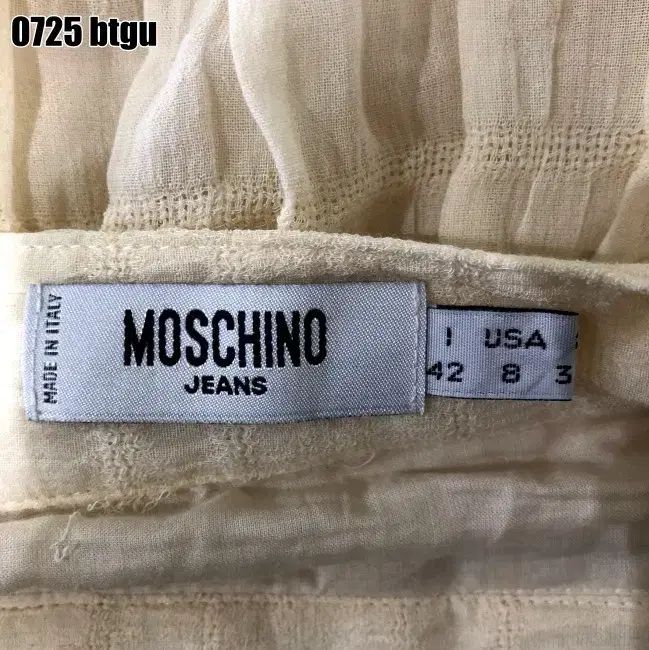 0725 btgu
MADE IN ITALY
MOSCHINO
JEANS
I USA
42 8 3